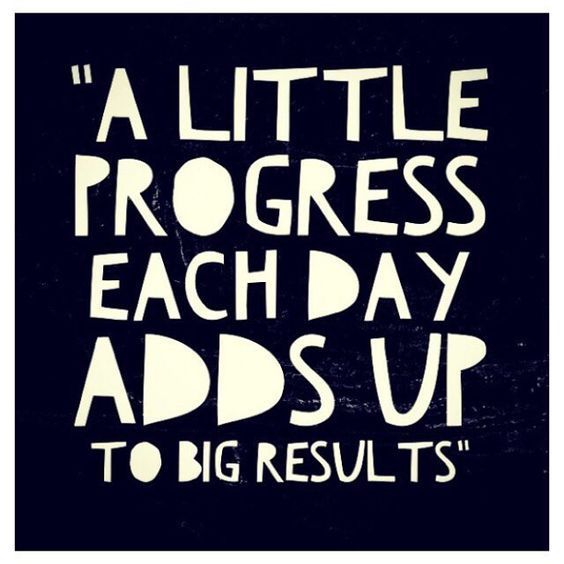 "A LITTLE
PROGRESS
EACH DAY
ADDS UP
TO BIG RESULTS"